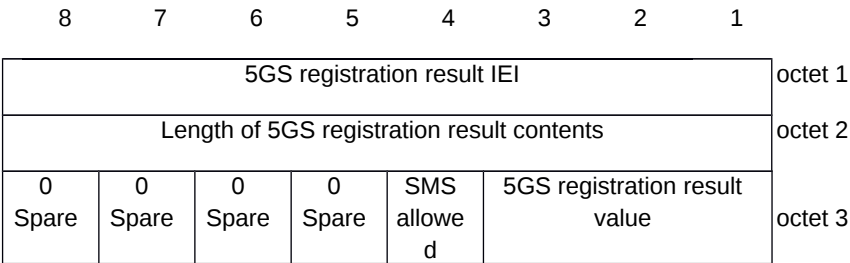 8 7 6 5 4 3 2 1
5GS registration result IEI octet 1
Length of 5GS registration result contents octet 2
0 0 0 0 SMS 5GS registration result
Spare Spare Spare Spare allowe value octet 3
d